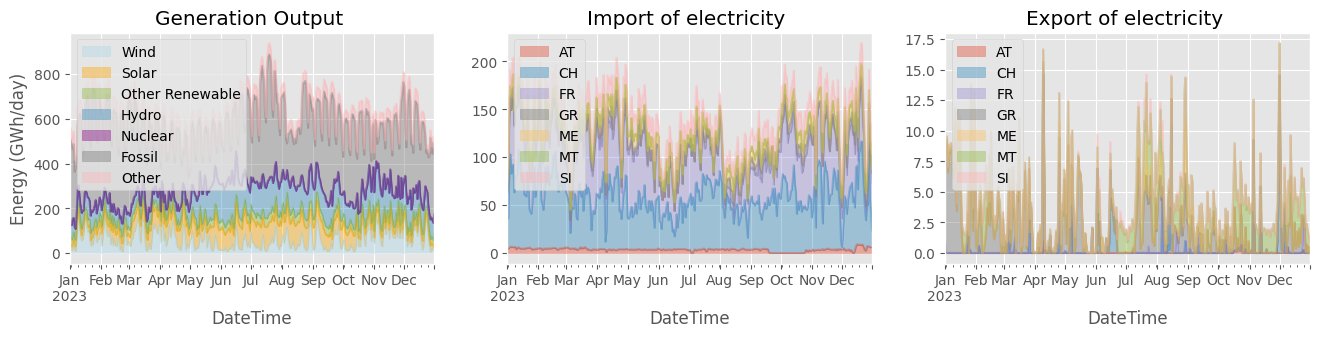 Generation Output
Energy (GWh/day)
800
600
400
200
0
Wind
Solar
Other Renewable
Hydro
Nuclear
Fossil
Other
Jan Feb Mar Apr May Jun Jul Aug Sep Oct Nov Dec
2023
DateTime
Import of electricity
200
150
100
50
0
AT
CH
FR
GR
ME
MT
SI
Jan Feb Mar Apr May Jun Jul Aug Sep Oct Nov Dec
2023
DateTime
Export of electricity
17.5
15.0
12.5
10.0
7.5
5.0
2.5
0.0
AT
CH
FR
GR
ME
MT
SI
Jan Feb Mar Apr May Jun Jul Aug Sep Oct Nov Dec
2023
DateTime